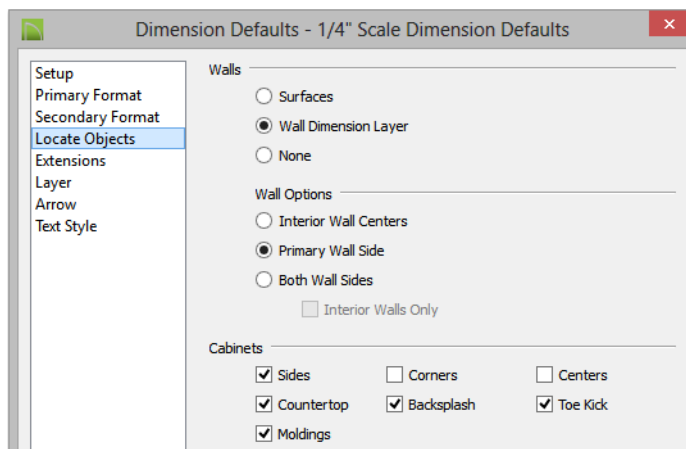 Dimension Defaults - 1/4" Scale Dimension Defaults
Setup
Primary Format
Secondary Format
Locate Objects
Extensions
Layer
Arrow
Text Style
Walls
Surfaces
Wall Dimension Layer
None
Wall Options
Interior Wall Centers
Primary Wall Side
Both Wall Sides
Interior Walls Only
Cabinets
Sides Corners Centers
Countertop Backsplash Toe Kick
Moldings